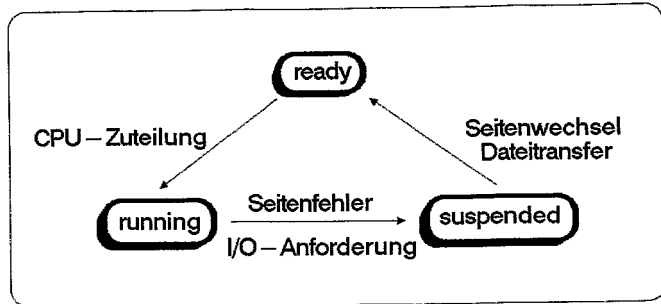 ready
CPU–Zuteilung
Seitenwechsel
Dateitransfer
running
Seitenfehler
I/O–Anforderung
suspended